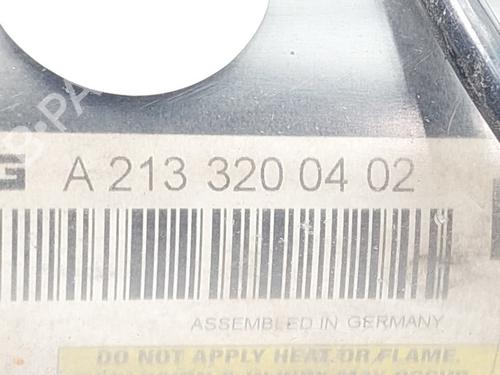 G A 213 320 04 02
ASSEMBLED IN GERMANY
DO NOT APPLY HEAT OR FLAME.